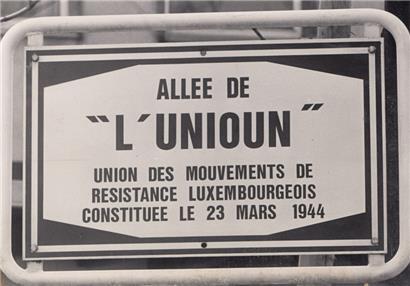 ALLEE DE
"L´UNIOUN"
UNION DES MOUVEMENTS DE
RESISTANCE LUXEMBOURGEOIS
CONSTITUEE LE 23 MARS 1944